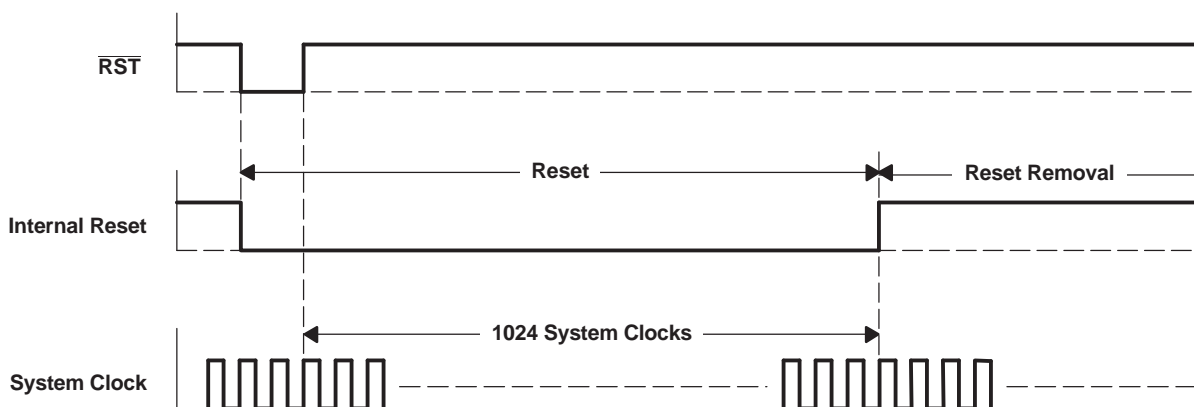 RST
Reset
Reset Removal
Internal Reset
1024 System Clocks
System Clock